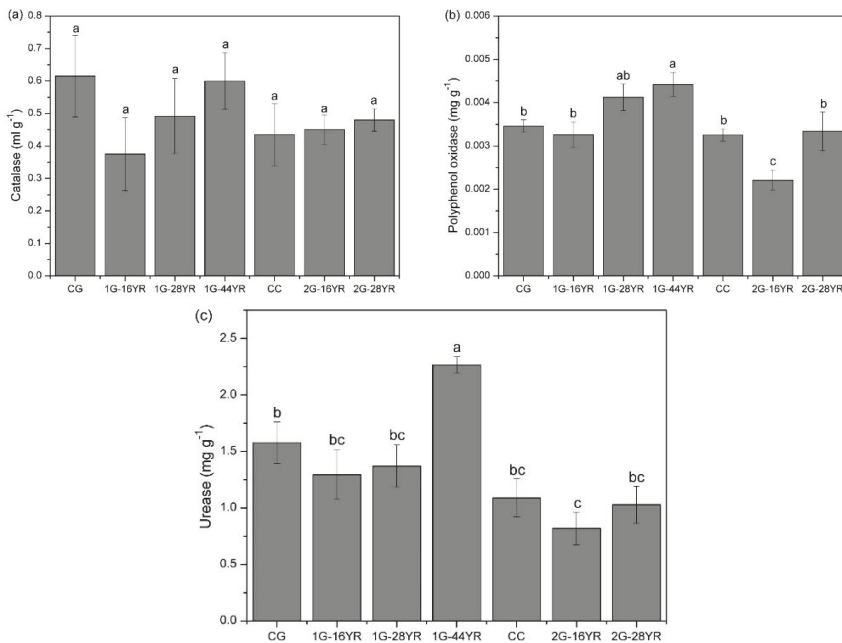 (a)
Catalase (ml g⁻¹)
0.8
0.7
0.6
0.5
0.4
0.3
0.2
0.1
0.0
a a a a a a a
CG 1G-16YR 1G-28YR 1G-44YR CC 2G-16YR 2G-28YR
(b)
Polyphenol oxidase (mg g⁻¹)
0.006
0.005
0.004
0.003
0.002
0.001
0.000
b b ab a b c b
CG 1G-16YR 1G-28YR 1G-44YR CC 2G-16YR 2G-28YR
(c)
Urease (mg g⁻¹)
2.5
2.0
1.5
1.0
0.5
0.0
b bc bc a bc c bc
CG 1G-16YR 1G-28YR 1G-44YR CC 2G-16YR 2G-28YR